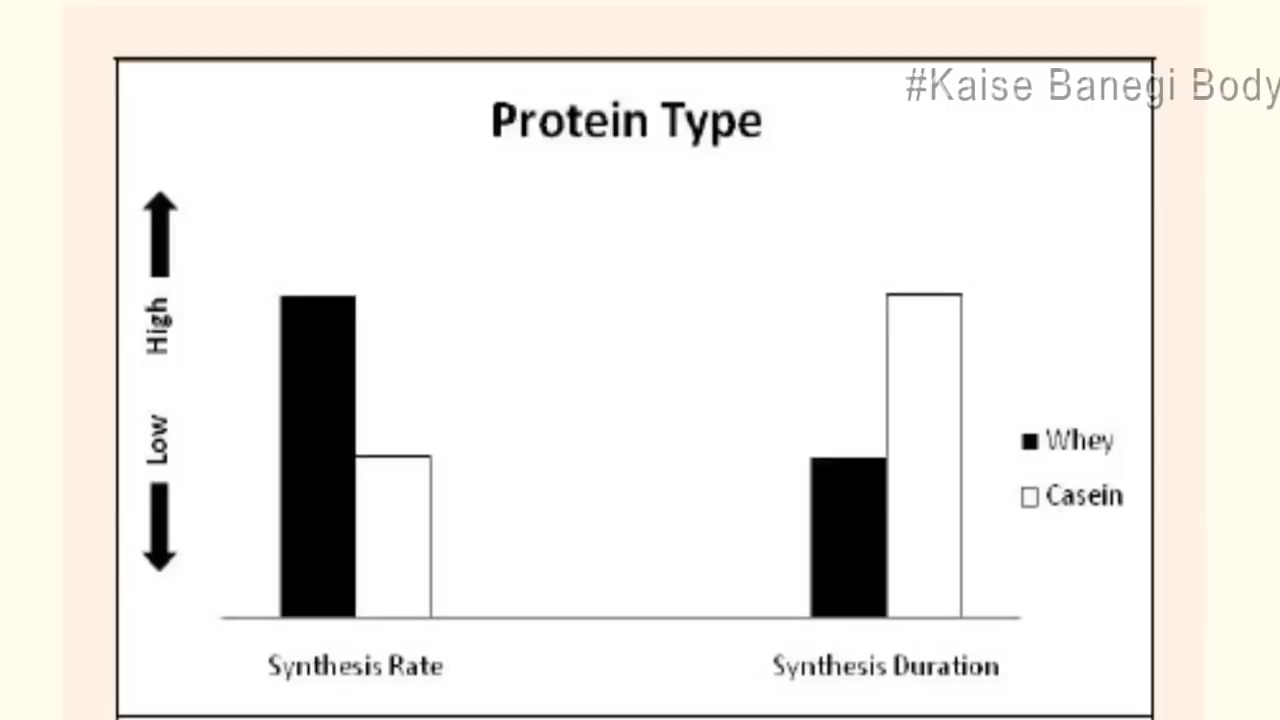 #Kaise Banegi Body
Protein Type
High
Low
Whey
Casein
Synthesis Rate
Synthesis Duration